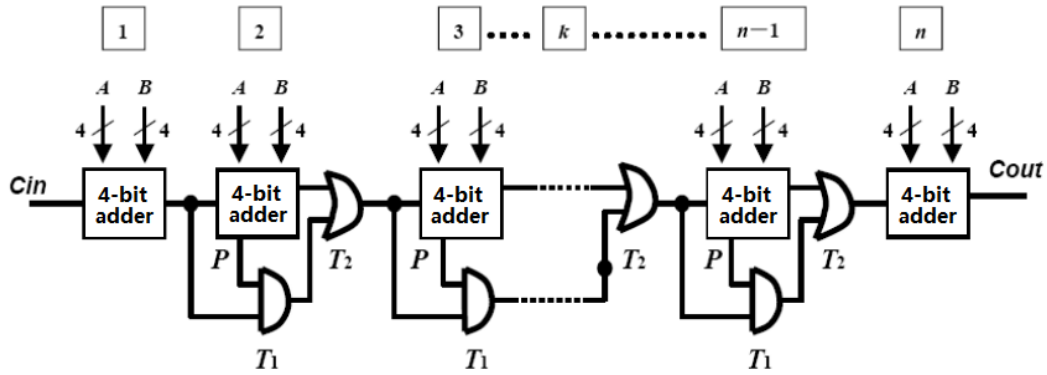 1 2 3 k n−1 n
A B A B A B A B A B
4 4 4 4 4 4 4 4 4 4
Cin 4-bit adder 4-bit adder 4-bit adder 4-bit adder 4-bit adder Cout
P T2 P T2 P T2
T1 T1 T1